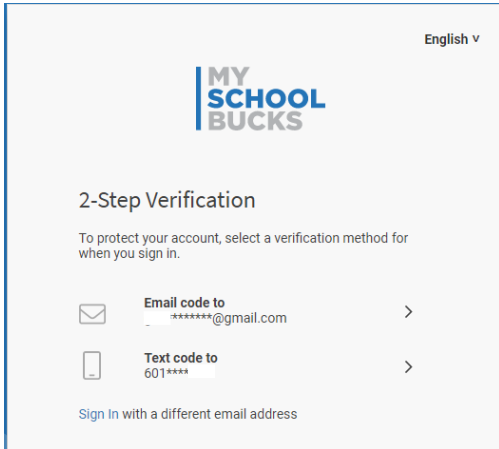 English v
MY
SCHOOL
BUCKS
2-Step Verification
To protect your account, select a verification method for
when you sign in.
Email code to
*******@gmail.com
Text code to
601****
Sign In with a different email address